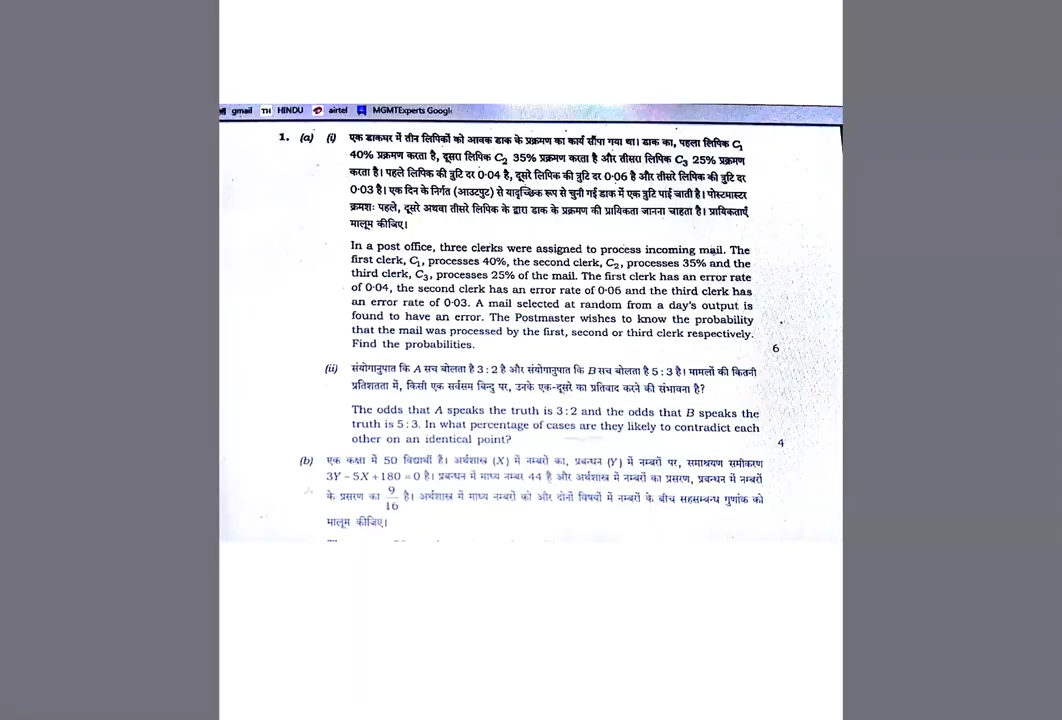 gmail TH HINDU airtel MGMTExperts Googl
1. (a) (i) एक डाकघर में तीन लिपिकों को आवक डाक के प्रक्रमण का कार्य सौंपा गया था। डाक का, पहला लिपिक C₁
40% प्रक्रमण करता है, दूसरा लिपिक C₂ 35% प्रक्रमण करता है और तीसरा लिपिक C₃ 25% प्रक्रमण
करता है। पहले लिपिक की त्रुटि दर 0·04 है, दूसरे लिपिक की त्रुटि दर 0·06 है और तीसरे लिपिक की त्रुटि दर
0·03 है। एक दिन के निर्गत (आउटपुट) से यादृच्छिक रूप से चुनी गई डाक में एक त्रुटि पाई जाती है। पोस्टमास्टर
क्रमशः पहले, दूसरे अथवा तीसरे लिपिक के द्वारा डाक के प्रक्रमण की प्रायिकता जानना चाहता है। प्रायिकताएँ
मालूम कीजिए।
In a post office, three clerks were assigned to process incoming mail. The
first clerk, C₁, processes 40%, the second clerk, C₂, processes 35% and the
third clerk, C₃, processes 25% of the mail. The first clerk has an error rate
of 0·04, the second clerk has an error rate of 0·06 and the third clerk has
an error rate of 0·03. A mail selected at random from a day's output is
found to have an error. The Postmaster wishes to know the probability
that the mail was processed by the first, second or third clerk respectively.
Find the probabilities.
6
(ii) संयोगानुपात कि A सच बोलता है 3 : 2 है और संयोगानुपात कि B सच बोलता है 5 : 3 है। मामलों की कितनी
प्रतिशतता में, किसी एक सर्वसम बिन्दु पर, उनके एक-दूसरे का प्रतिवाद करने की संभावना है?
The odds that A speaks the truth is 3 : 2 and the odds that B speaks the
truth is 5 : 3. In what percentage of cases are they likely to contradict each
other on an identical point?
4
(b) एक कक्षा में 50 विद्यार्थी हैं। अर्थशास्त्र (X) में नम्बरों का, प्रबन्धन (Y) में नम्बरों पर, समाश्रयण समीकरण
3Y − 5X + 180 = 0 है। प्रबन्धन में माध्य नम्बर 44 है और अर्थशास्त्र में नम्बरों का प्रसरण, प्रबन्धन में नम्बरों
के प्रसरण का 9/16 है। अर्थशास्त्र में माध्य नम्बरों को और दोनों विषयों में नम्बरों के बीच सहसम्बन्ध गुणांक को
मालूम कीजिए।